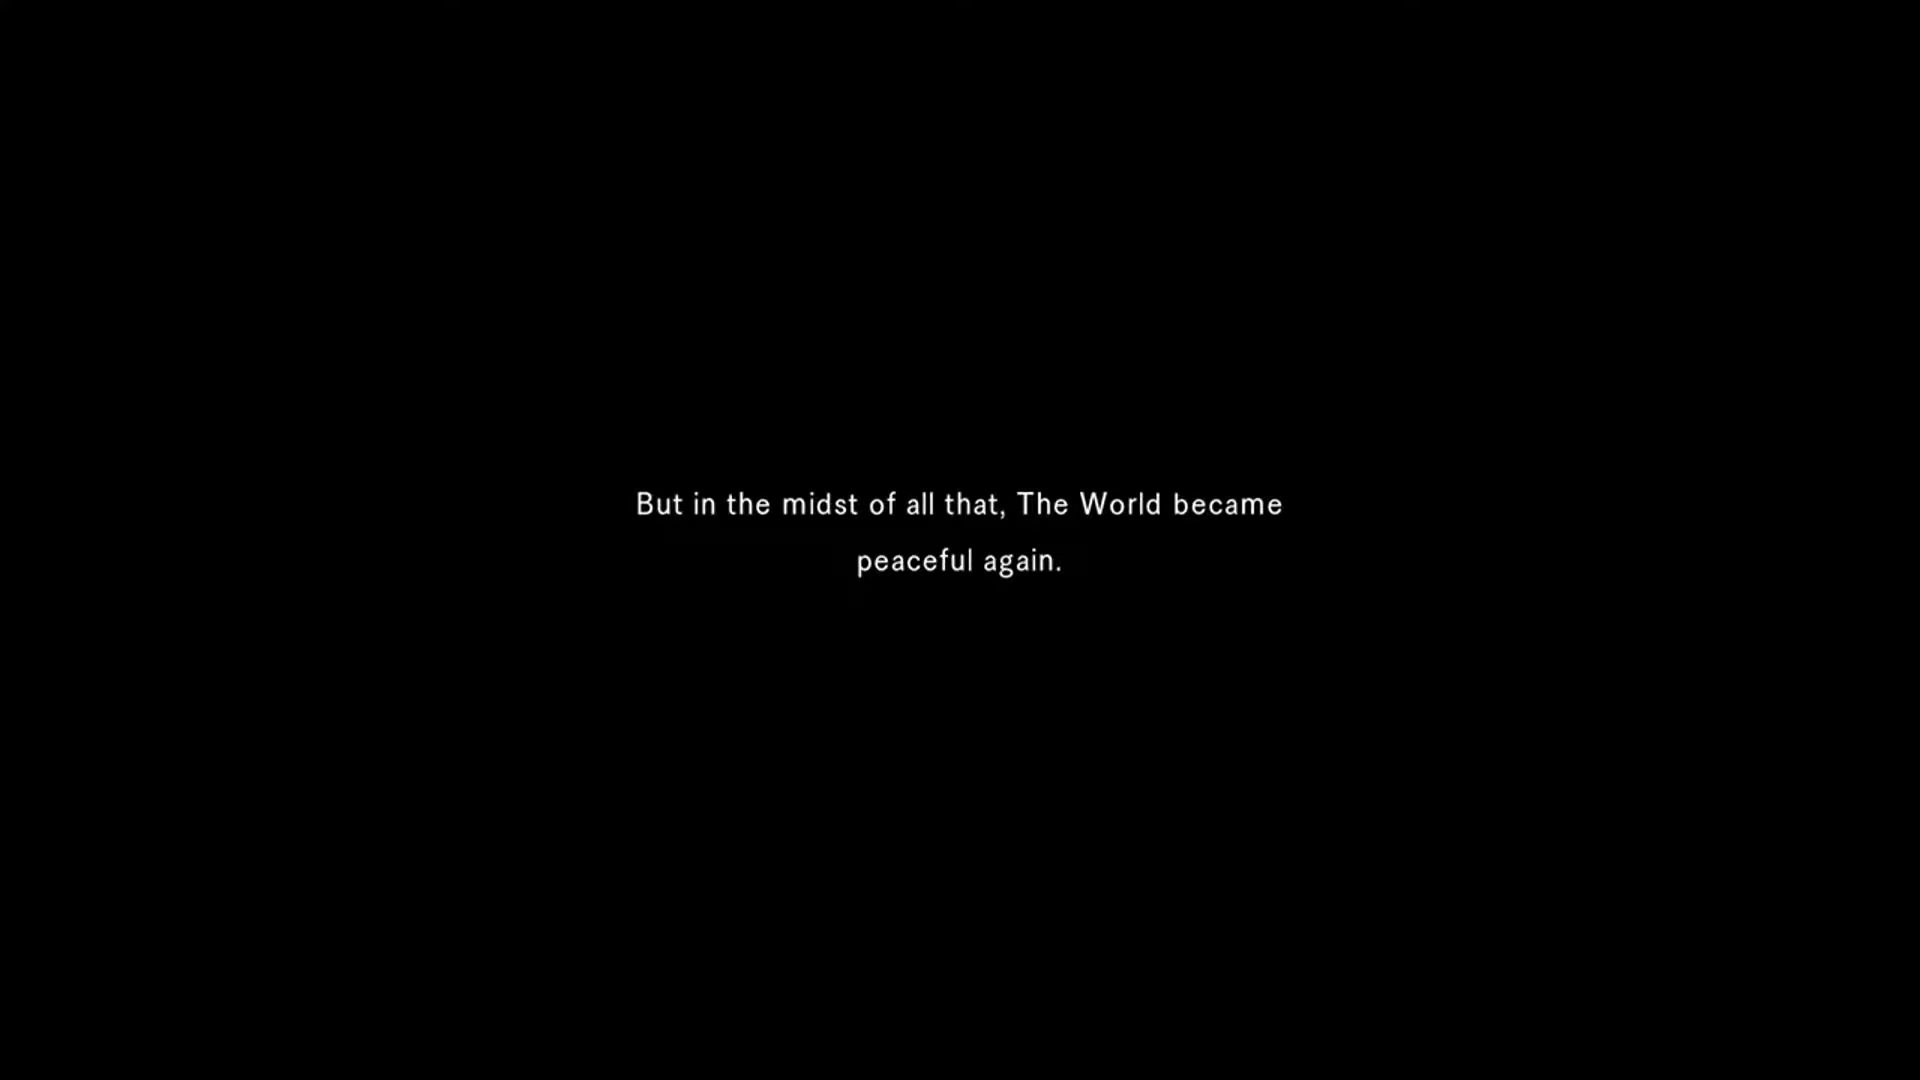 But in the midst of all that, The World became
peaceful again.